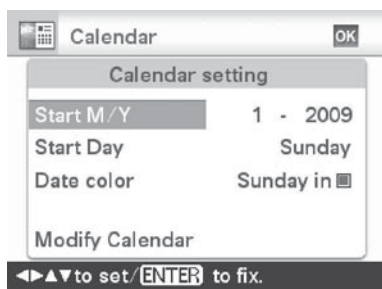 Calendar OK
Calendar setting
Start M/Y 1 - 2009
Start Day Sunday
Date color Sunday in
Modify Calendar
◄►▲▼to set/ENTER to fix.